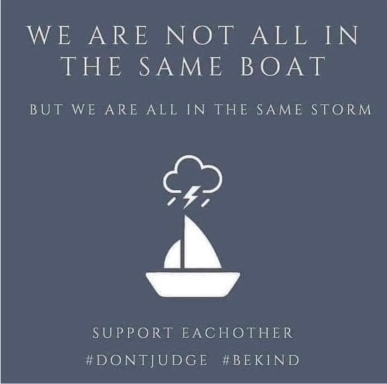 WE ARE NOT ALL IN
THE SAME BOAT
BUT WE ARE ALL IN THE SAME STORM
SUPPORT EACHOTHER
#DONTJUDGE #BEKIND